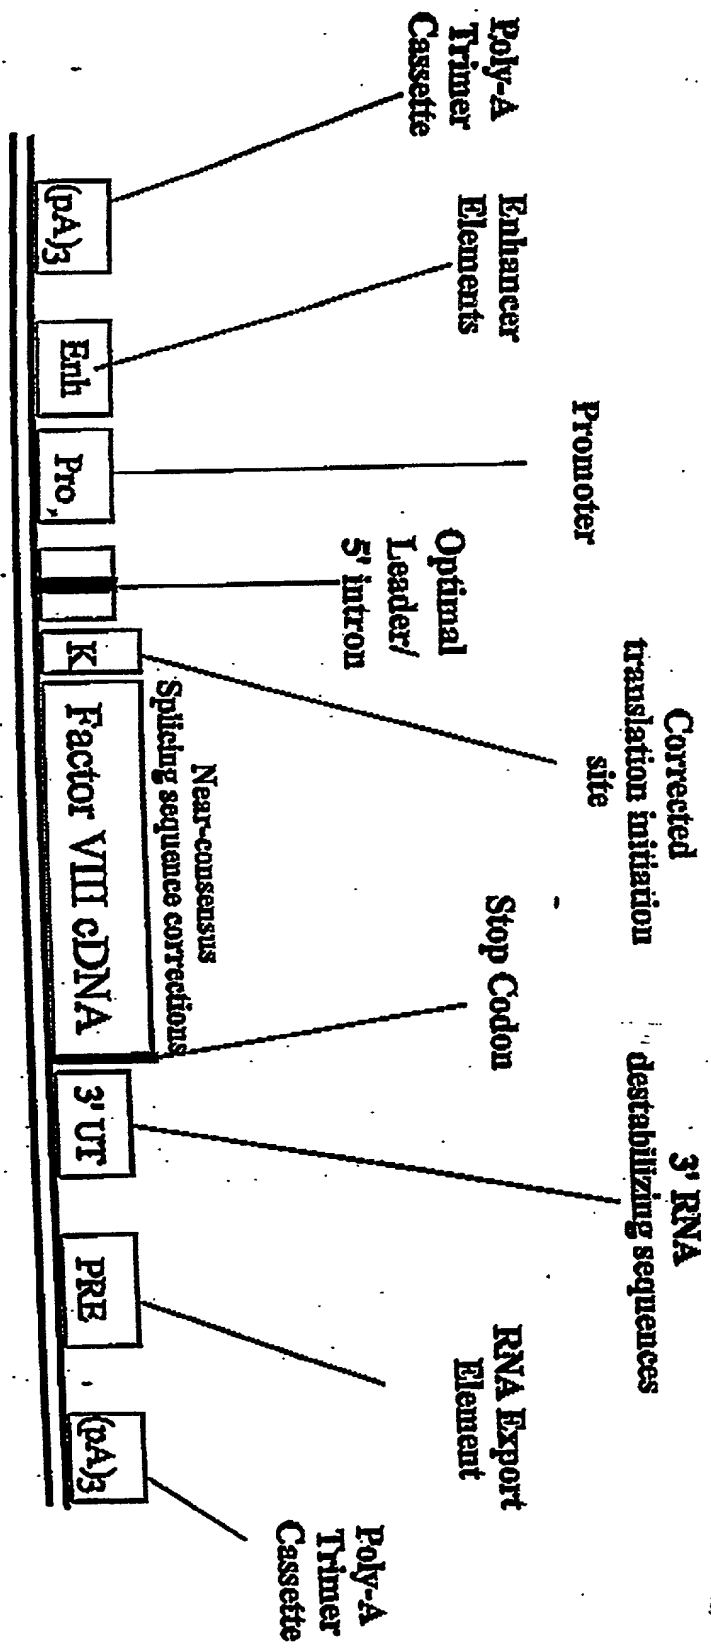 Poly-A
Trimer
Cassette
Enhancer
Elements
Promoter
Optimal
Leader/
5' intron
Corrected
translation initiation
site
Stop Codon
3' RNA
destabilizing sequences
RNA Export
Element
Poly-A
Trimer
Cassette
Near-consensus
Splicing sequence corrections
(pA)3
Enh
Pro,
K
Factor VIII cDNA
3' UT
PRE
(pA)3